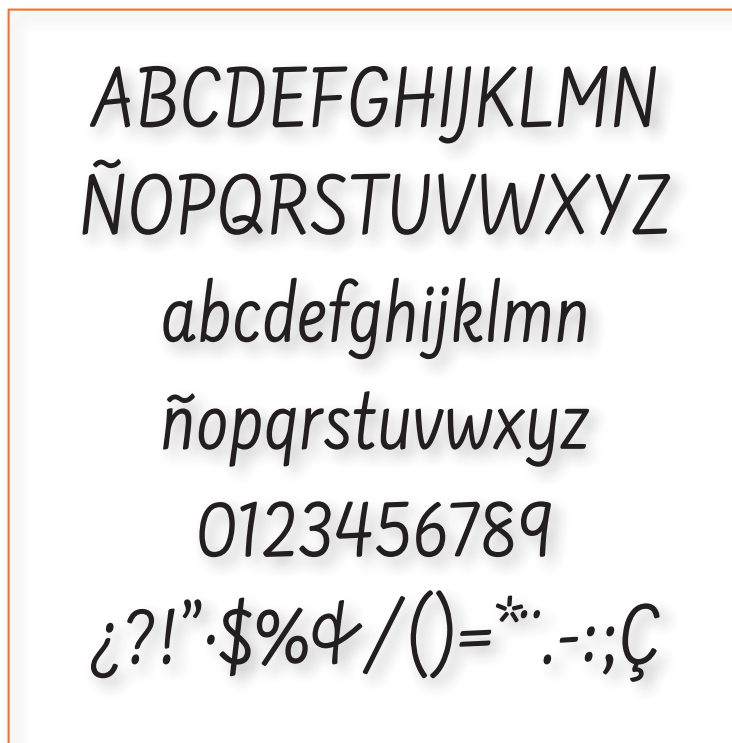 ABCDEFGHIJKLMN
ÑOPQRSTUVWXYZ
abcdefghijklmn
ñopqrstuvwxyz
0123456789
¿?!”·$%&/()=*¨.-:;Ç